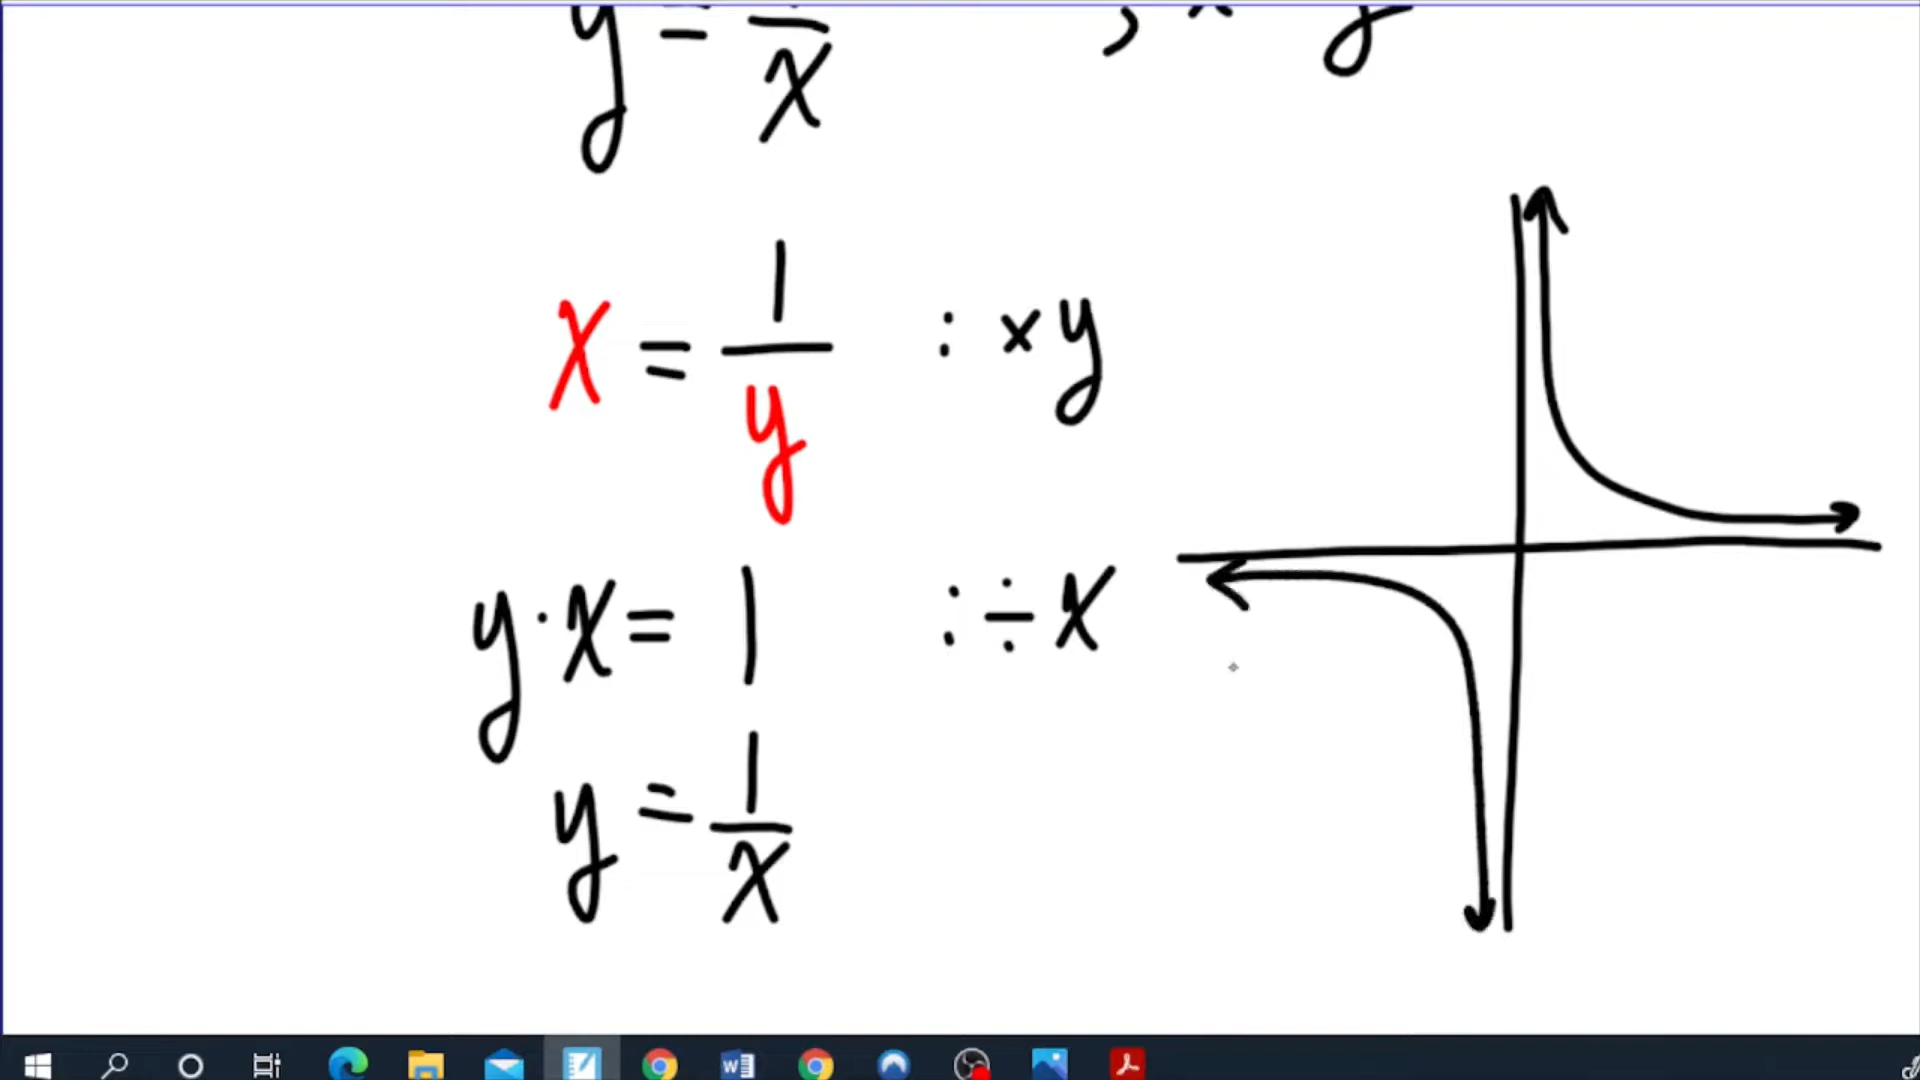 y = 1/x , x y
x = 1/y : x y
y · x = 1 : ÷ x
y = 1/x